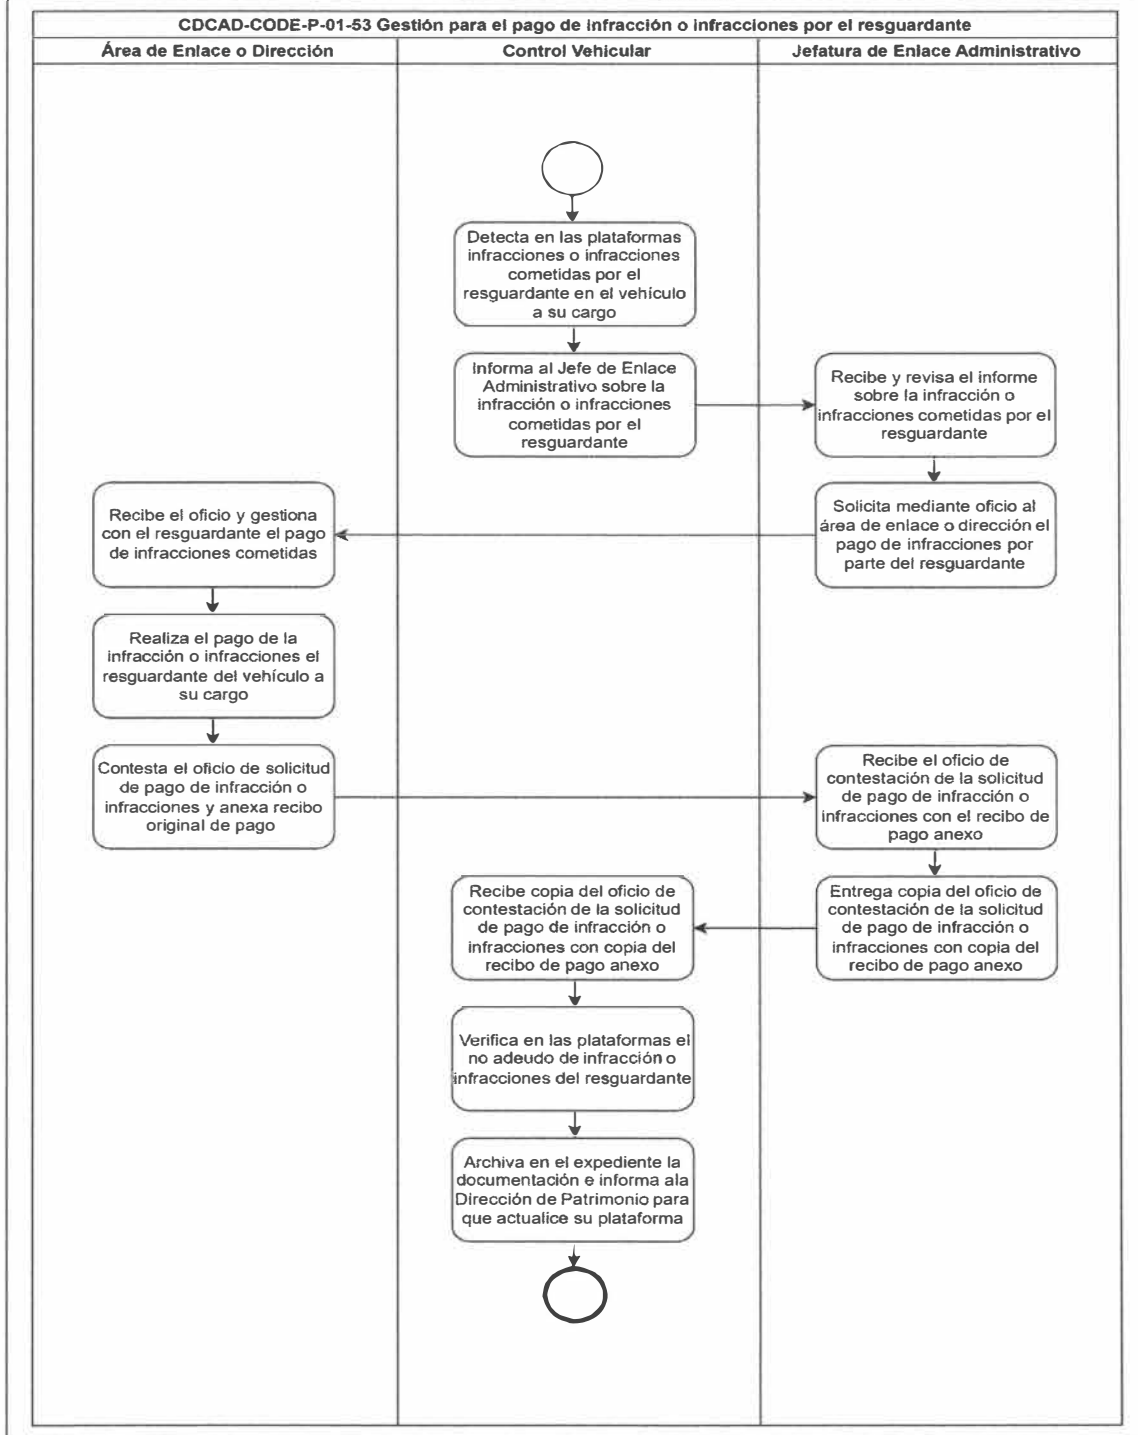 CDCAD-CODE-P-01-53 Gestión para el pago de infracción o infracciones por el resguardante
Área de Enlace o Dirección
Control Vehicular
Jefatura de Enlace Administrativo
Detecta en las plataformas
infracciones o infracciones
cometidas por el
resguardante en el vehículo
a su cargo
Informa al Jefe de Enlace
Administrativo sobre la
infracción o infracciones
cometidas por el
resguardante
Recibe y revisa el informe
sobre la infracción o
infracciones cometidas por el
resguardante
Solicita mediante oficio al
área de enlace o dirección el
pago de infracciones por
parte del resguardante
Recibe el oficio y gestiona
con el resguardante el pago
de infracciones cometidas
Realiza el pago de la
infracción o infracciones el
resguardante del vehículo a
su cargo
Contesta el oficio de solicitud
de pago de infracción o
infracciones y anexa recibo
original de pago
Recibe el oficio de
contestación de la solicitud
de pago de infracción o
infracciones con el recibo de
pago anexo
Entrega copia del oficio de
contestación de la solicitud
de pago de infracción o
infracciones con copia del
recibo de pago anexo
Recibe copia del oficio de
contestación de la solicitud
de pago de infracción o
infracciones con copia del
recibo de pago anexo
Verifica en las plataformas el
no adeudo de infracción o
infracciones del resguardante
Archiva en el expediente la
documentación e informa ala
Dirección de Patrimonio para
que actualice su plataforma